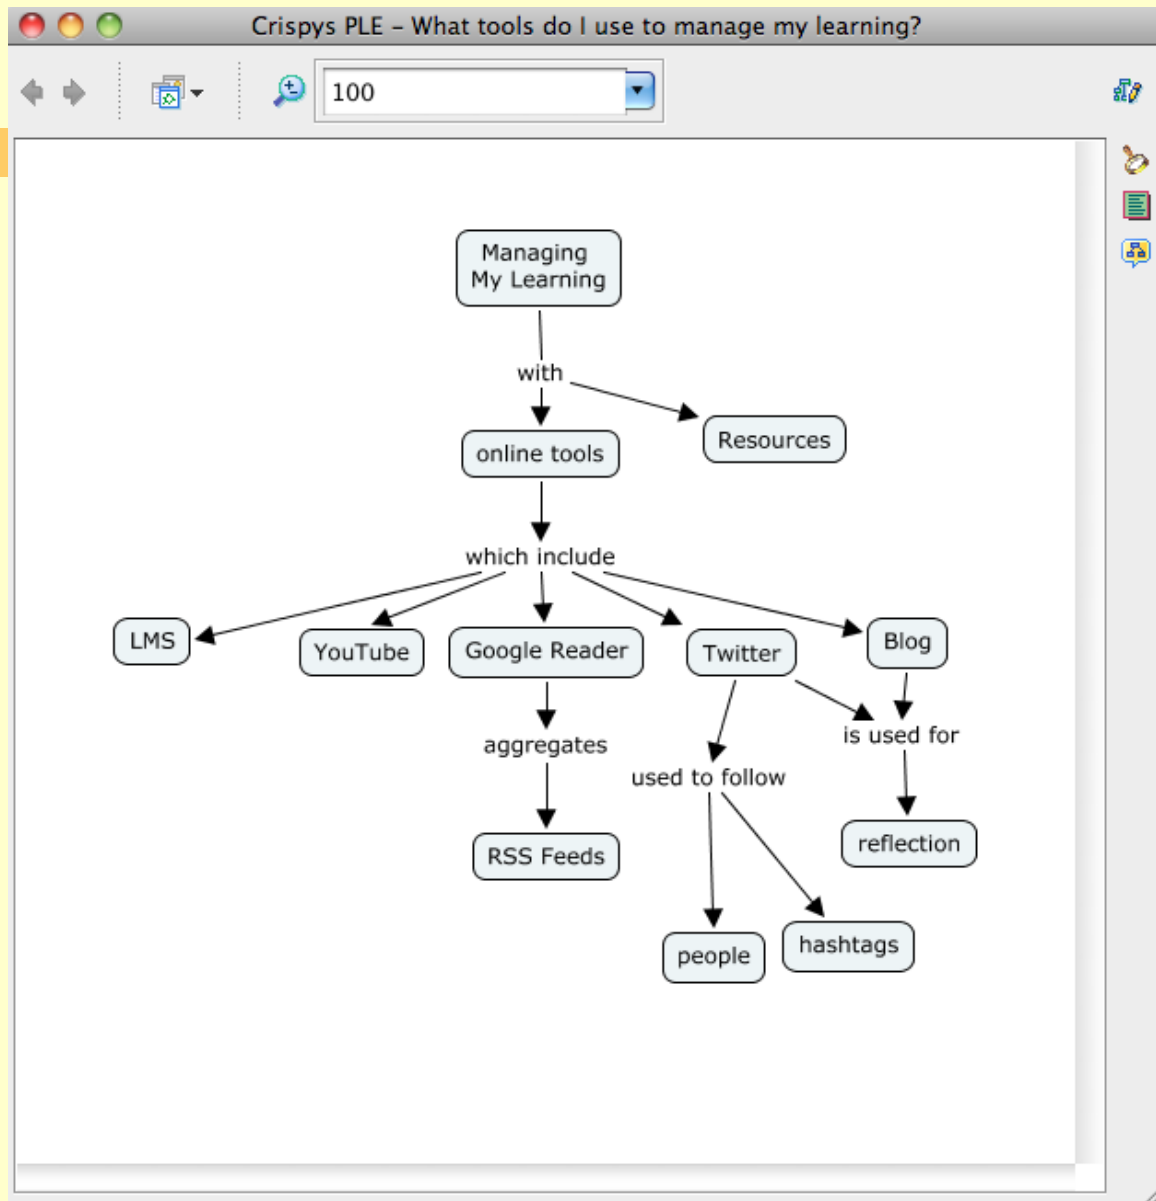 Crispys PLE – What tools do I use to manage my learning?
100
Managing
My Learning
with
Resources
online tools
which include
LMS
YouTube
Google Reader
Twitter
Blog
aggregates
is used for
used to follow
RSS Feeds
reflection
people
hashtags